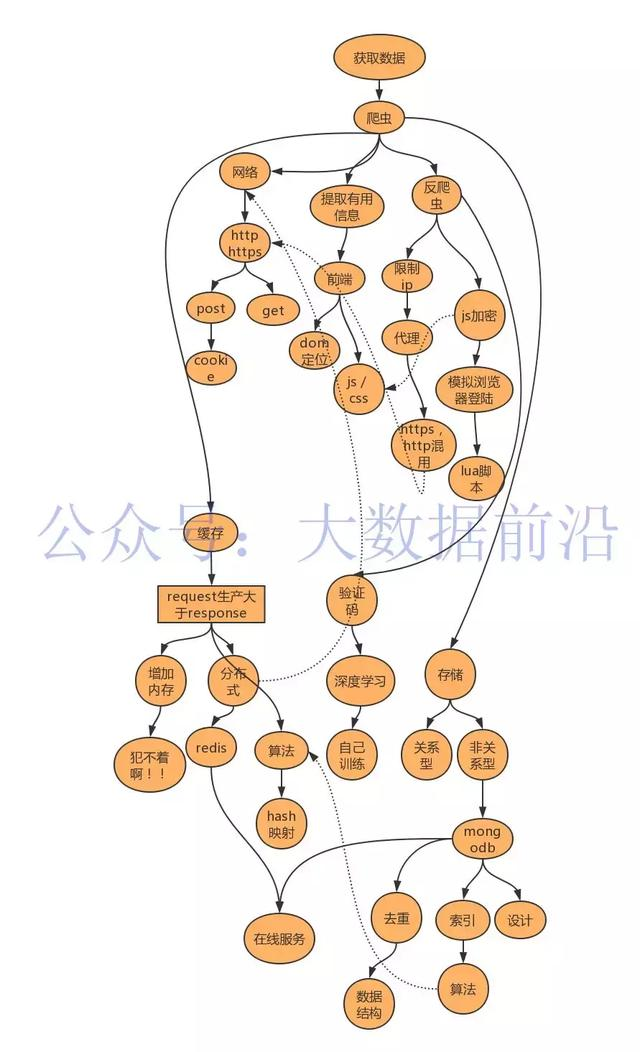 获取数据
爬虫
网络
提取有用
信息
反爬
虫
http
https
前端
限制
ip
post
get
js加密
dom
定位
代理
cooki
e
js /
css
模拟浏览
器登陆
https，
http混
用
lua脚
本
公众号：大数据前沿
缓存
request生产大
于response
验证
码
增加
内存
分布
式
深度学习
存储
犯不着
啊！！
redis
算法
自己
训练
关系
型
非关
系型
hash
映射
mong
odb
在线服务
去重
索引
设计
数据
结构
算法